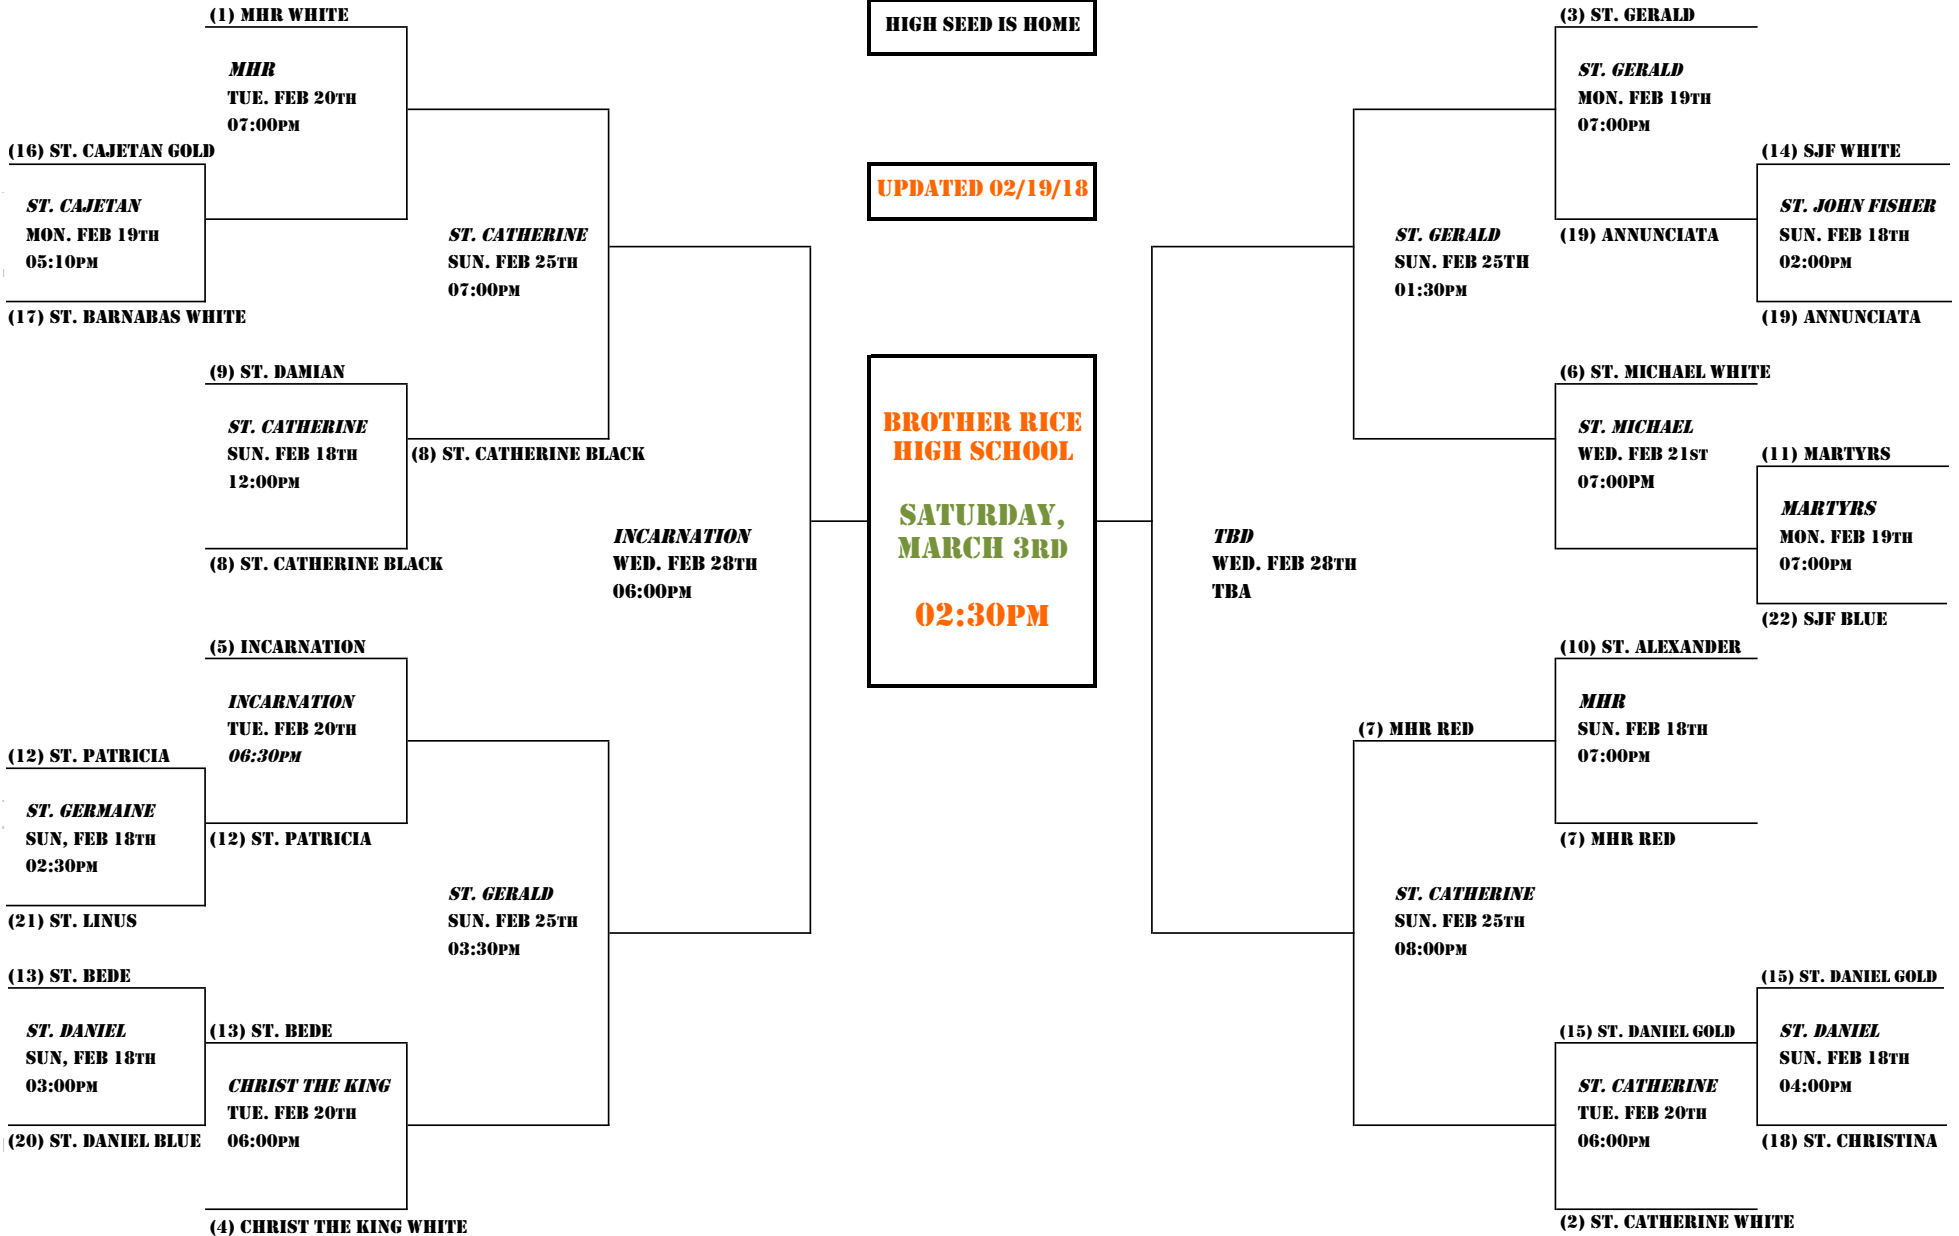 (1) MHR WHITE
MHR
TUE. FEB 20TH
07:00PM
(16) ST. CAJETAN GOLD
ST. CAJETAN
MON. FEB 19TH
05:10PM
(17) ST. BARNABAS WHITE
ST. CATHERINE
SUN. FEB 25TH
07:00PM
(9) ST. DAMIAN
ST. CATHERINE
SUN. FEB 18TH
12:00PM
(8) ST. CATHERINE BLACK
(8) ST. CATHERINE BLACK
INCARNATION
WED. FEB 28TH
06:00PM
(5) INCARNATION
INCARNATION
TUE. FEB 20TH
06:30PM
(12) ST. PATRICIA
ST. GERMAINE
SUN, FEB 18TH
02:30PM
(12) ST. PATRICIA
(21) ST. LINUS
ST. GERALD
SUN. FEB 25TH
03:30PM
(13) ST. BEDE
ST. DANIEL
SUN, FEB 18TH
03:00PM
(13) ST. BEDE
CHRIST THE KING
TUE. FEB 20TH
06:00PM
(20) ST. DANIEL BLUE
(4) CHRIST THE KING WHITE
HIGH SEED IS HOME
UPDATED 02/19/18
BROTHER RICE
HIGH SCHOOL
SATURDAY,
MARCH 3RD
02:30PM
(3) ST. GERALD
ST. GERALD
MON. FEB 19TH
07:00PM
(14) SJF WHITE
ST. JOHN FISHER
SUN. FEB 18TH
02:00PM
(19) ANNUNCIATA
(19) ANNUNCIATA
ST. GERALD
SUN. FEB 25TH
01:30PM
(6) ST. MICHAEL WHITE
ST. MICHAEL
WED. FEB 21ST
07:00PM
(11) MARTYRS
MARTYRS
MON. FEB 19TH
07:00PM
(22) SJF BLUE
TBD
WED. FEB 28TH
TBA
(10) ST. ALEXANDER
MHR
SUN. FEB 18TH
07:00PM
(7) MHR RED
(7) MHR RED
ST. CATHERINE
SUN. FEB 25TH
08:00PM
(15) ST. DANIEL GOLD
ST. DANIEL
SUN. FEB 18TH
04:00PM
(15) ST. DANIEL GOLD
ST. CATHERINE
TUE. FEB 20TH
06:00PM
(18) ST. CHRISTINA
(2) ST. CATHERINE WHITE